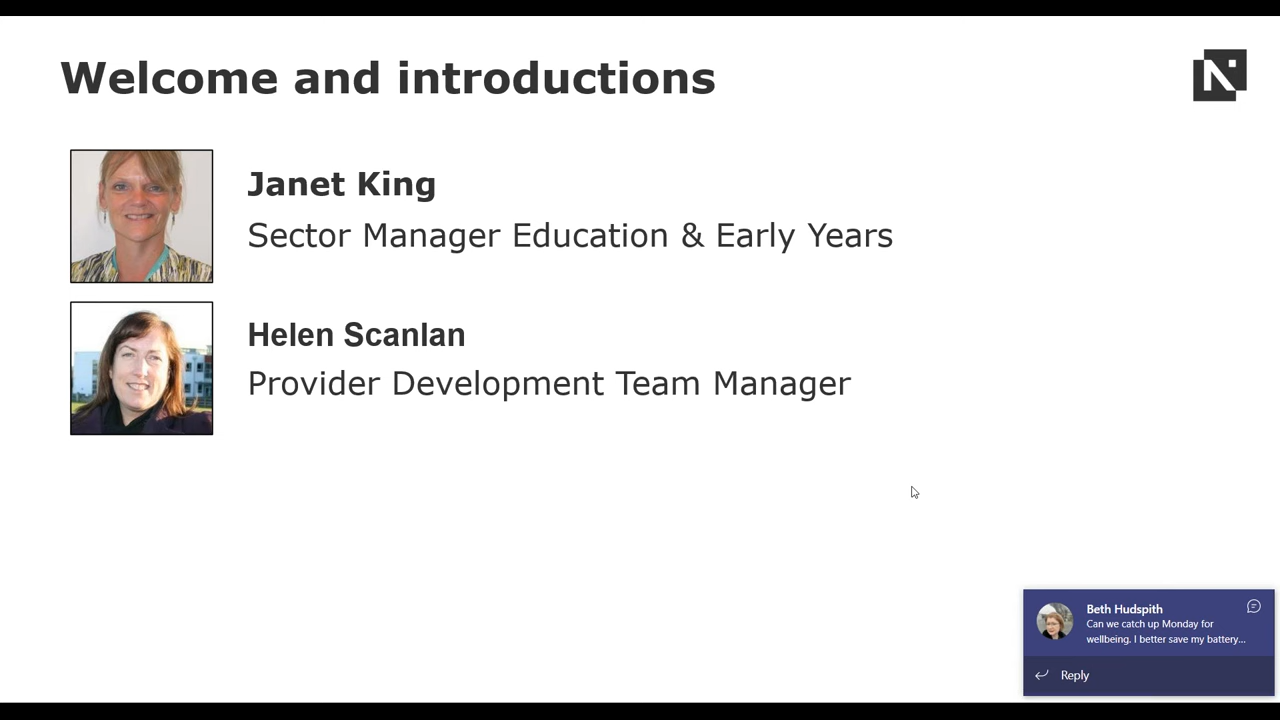 Welcome and introductions
N
Janet King
Sector Manager Education & Early Years
Helen Scanlan
Provider Development Team Manager
Beth Hudspith
Can we catch up Monday for
wellbeing. I better save my battery...
Reply